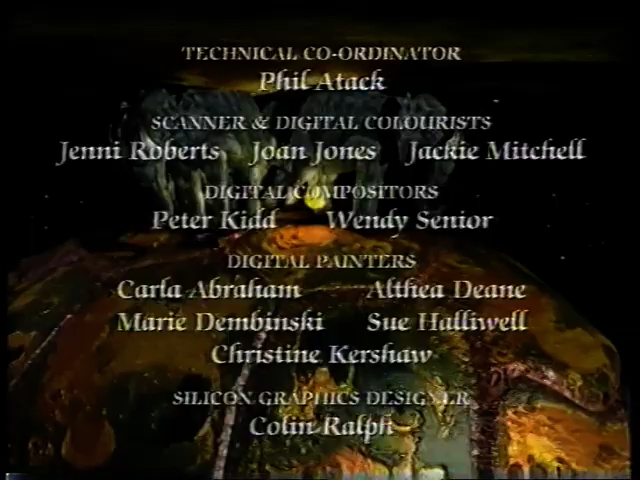 TECHNICAL CO-ORDINATOR
Phil Atack
SCANNER & DIGITAL COLOURISTS
Jenni Roberts Joan Jones Jackie Mitchell
DIGITAL COMPOSITORS
Peter Kidd Wendy Senior
DIGITAL PAINTERS
Carla Abraham Althea Deane
Marie Dembinski Sue Halliwell
Christine Kershaw
SILICON GRAPHICS DESIGNER
Colin Ralph